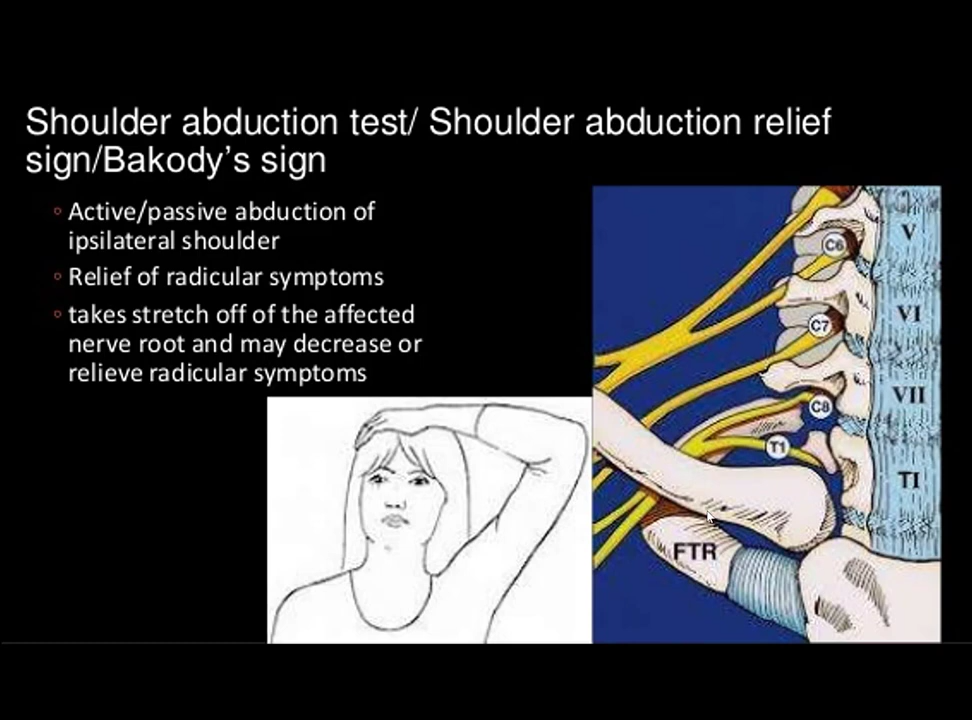 Shoulder abduction test/ Shoulder abduction relief
sign/Bakody’s sign
◦ Active/passive abduction of
ipsilateral shoulder
◦ Relief of radicular symptoms
◦ takes stretch off of the affected
nerve root and may decrease or
relieve radicular symptoms
V
C6
VI
C7
VII
C8
T1
TI
FTR